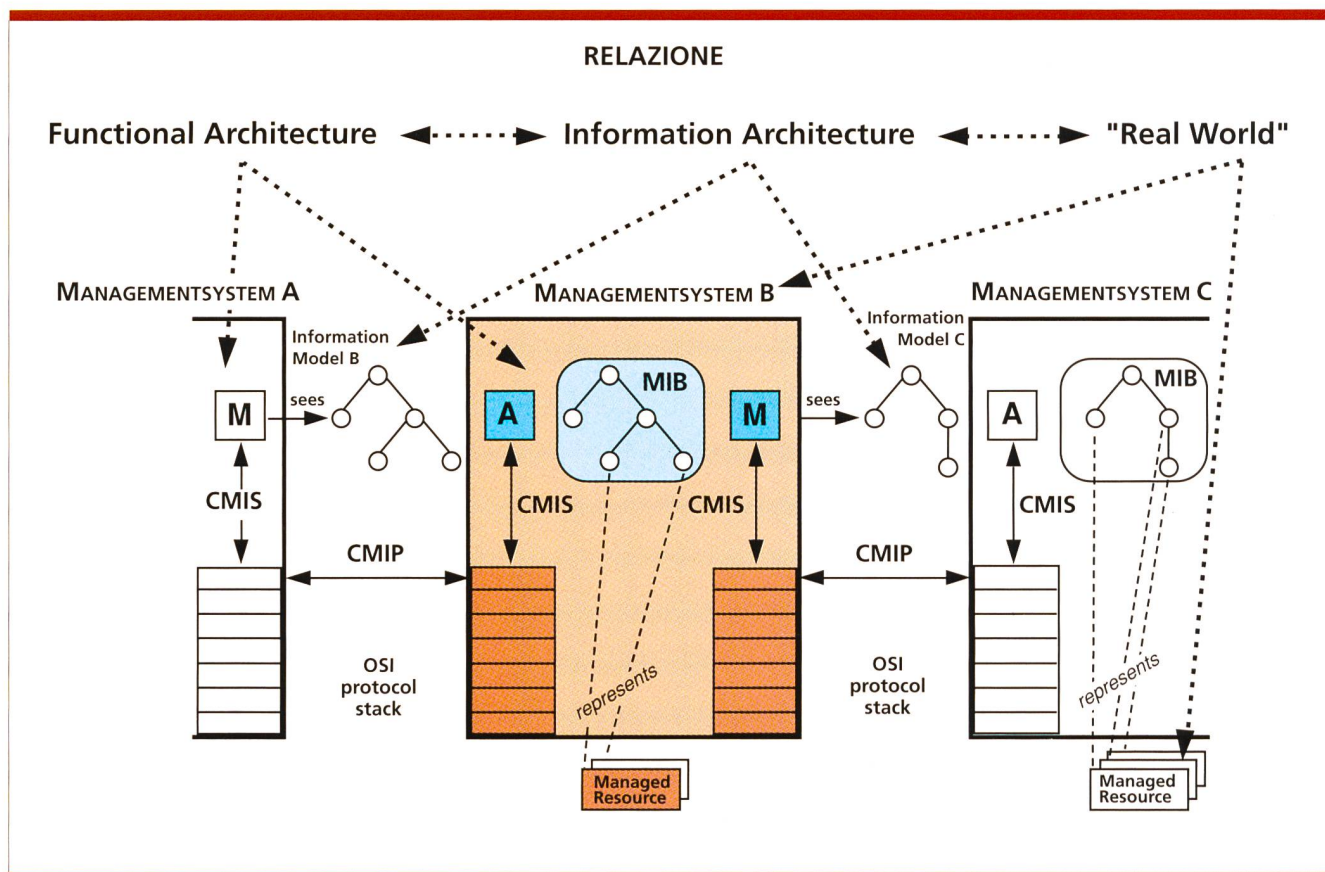 RELAZIONE
Functional Architecture
Information Architecture
"Real World"
MANAGEMENTSYSTEM A
MANAGEMENTSYSTEM B
MANAGEMENTSYSTEM C
Information
Model B
Information
Model C
MIB
MIB
M
sees
A
M
sees
A
CMIS
CMIS
CMIS
CMIS
CMIP
CMIP
OSI
protocol
stack
represents
OSI
protocol
stack
represents
Managed
Resource
Managed
Resource